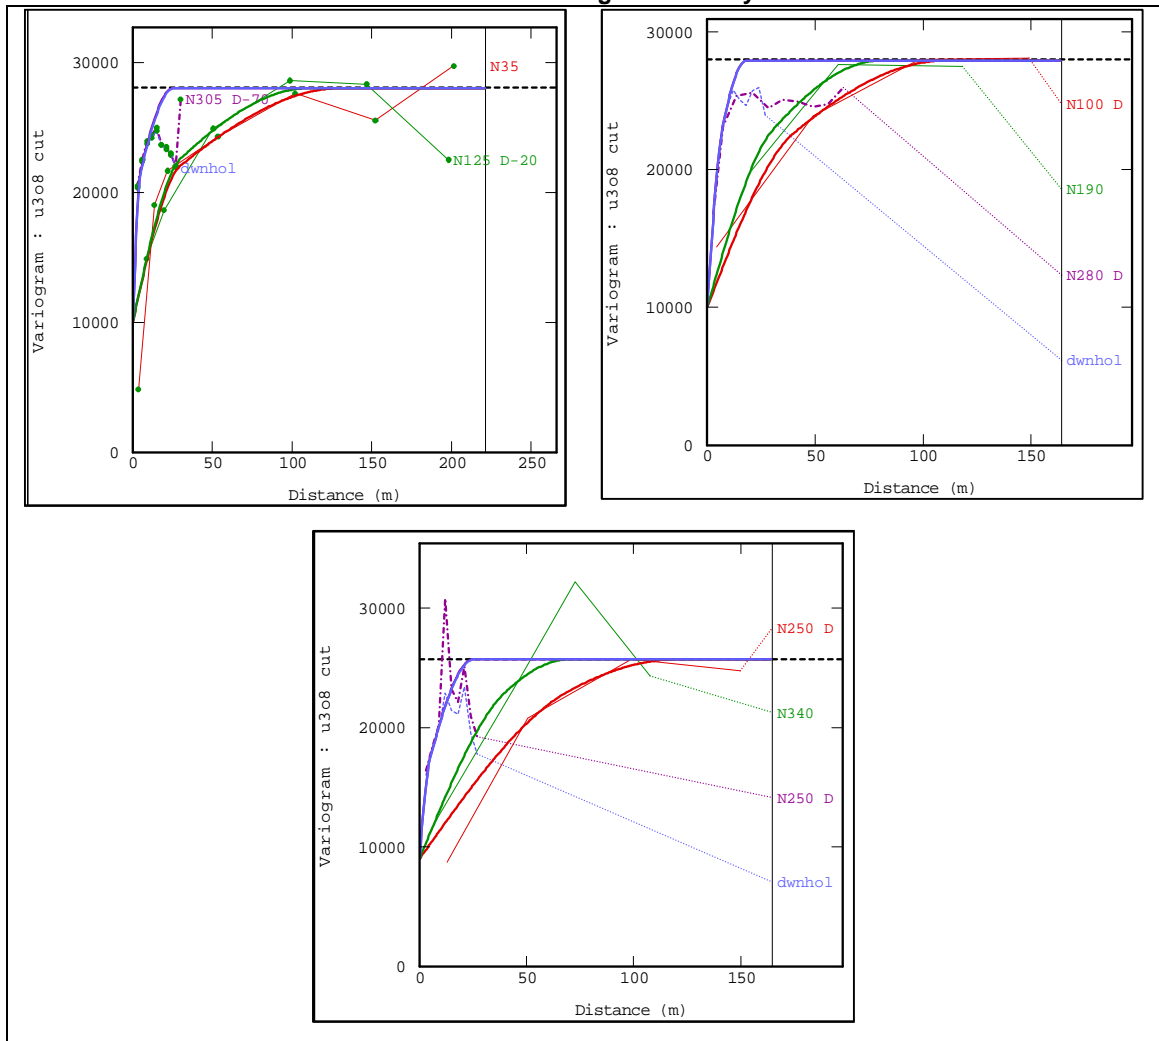 30000
20000
10000
0
Variogram : u3o8 cut
N35
N305 D-70
N125 D-20
dwnhol
0 50 100 150 200 250
Distance (m)
30000
20000
10000
0
Variogram : u3o8 cut
N100 D
N190
N280 D
dwnhol
0 50 100 150
Distance (m)
30000
20000
10000
0
Variogram : u3o8 cut
N250 D
N340
N250 D
dwnhol
0 50 100 150
Distance (m)